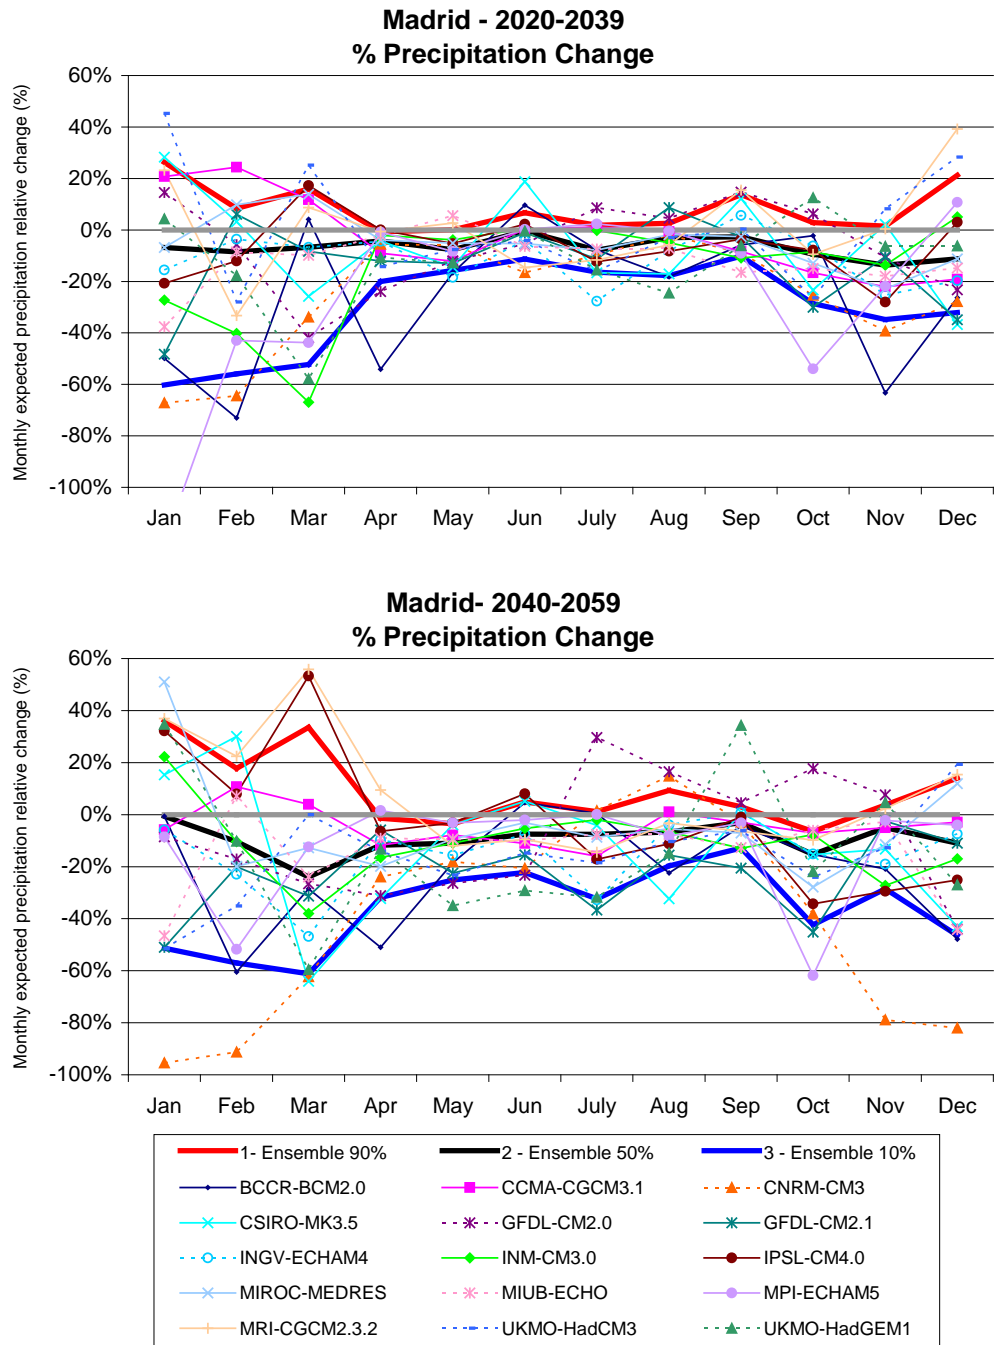 Madrid - 2020-2039
% Precipitation Change
Monthly expected precipitation relative change (%)
60%
40%
20%
0%
-20%
-40%
-60%
-80%
-100%
Jan Feb Mar Apr May Jun July Aug Sep Oct Nov Dec
Madrid- 2040-2059
% Precipitation Change
Monthly expected precipitation relative change (%)
60%
40%
20%
0%
-20%
-40%
-60%
-80%
-100%
Jan Feb Mar Apr May Jun July Aug Sep Oct Nov Dec
1- Ensemble 90% 2 - Ensemble 50% 3 - Ensemble 10%
BCCR-BCM2.0 CCMA-CGCM3.1 CNRM-CM3
CSIRO-MK3.5 GFDL-CM2.0 GFDL-CM2.1
INGV-ECHAM4 INM-CM3.0 IPSL-CM4.0
MIROC-MEDRES MIUB-ECHO MPI-ECHAM5
MRI-CGCM2.3.2 UKMO-HadCM3 UKMO-HadGEM1